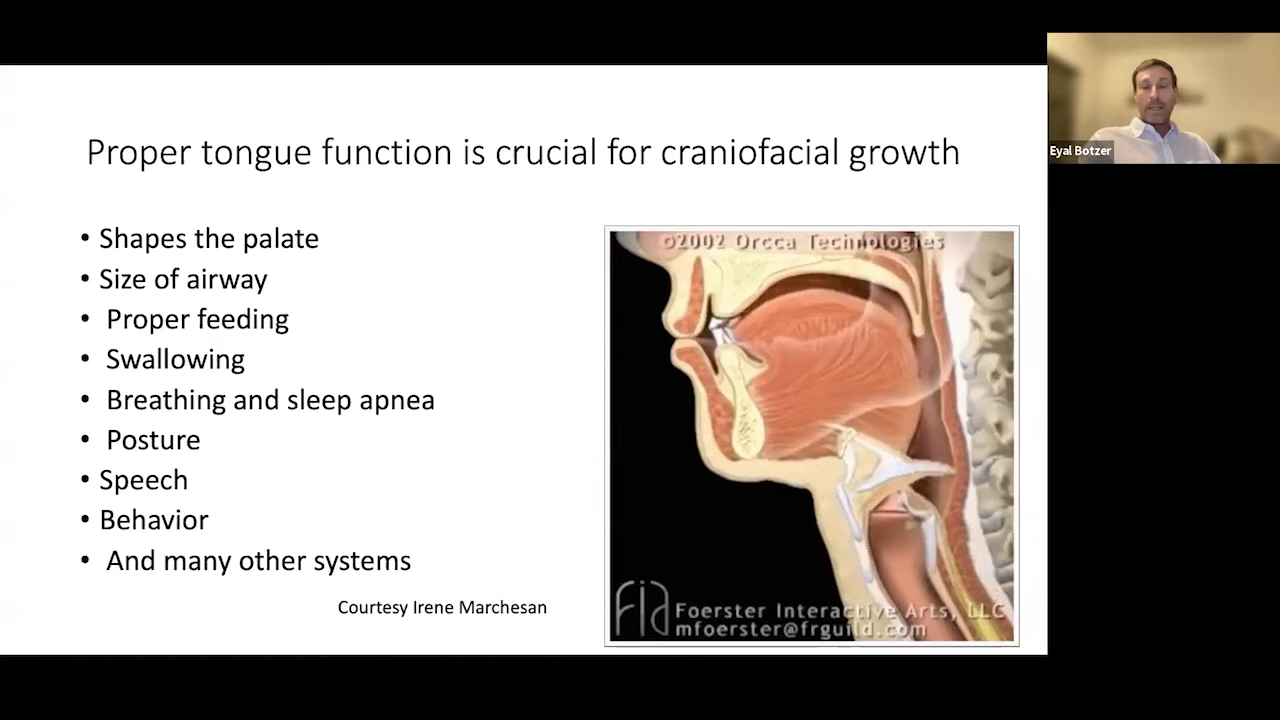 Proper tongue function is crucial for craniofacial growth
• Shapes the palate
• Size of airway
• Proper feeding
• Swallowing
• Breathing and sleep apnea
• Posture
• Speech
• Behavior
• And many other systems
Courtesy Irene Marchesan
©2002 Orcca Technologies
fia Foerster Interactive Arts, LLC
mfoerster@frguild.com
Eyal Botzer